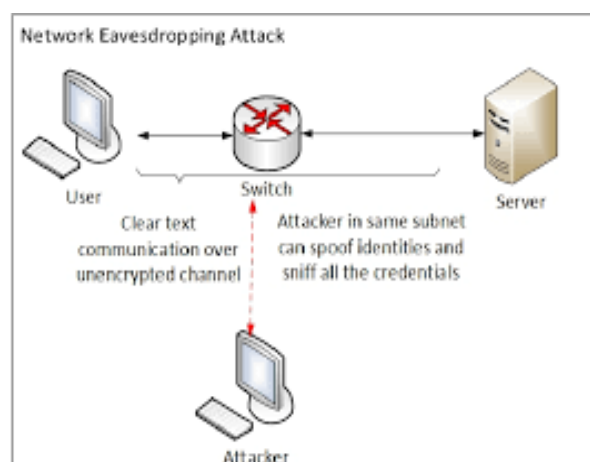 Network Eavesdropping Attack
User
Switch
Server
Clear text
communication over
unencrypted channel
Attacker in same subnet
can spoof identities and
sniff all the credentials
Attacker